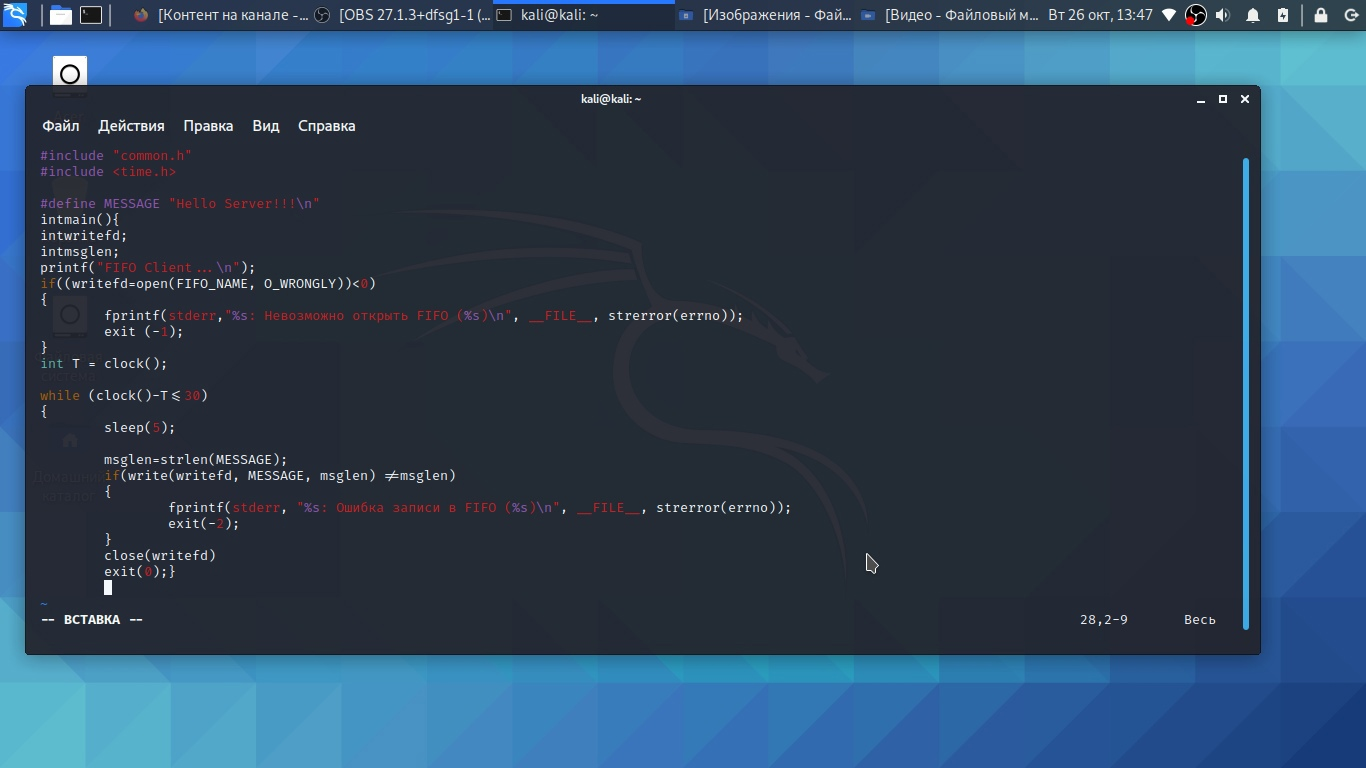 [Контент на канале -...
[OBS 27.1.3+dfsg1-1 (...
kali@kali: ~
[Изображения - Фай...
[Видео - Файловый м...
Вт 26 окт, 13:47
kali@kali: ~
Файл Действия Правка Вид Справка
#include "common.h"
#include <time.h>
#define MESSAGE "Hello Server!!!\n"
intmain(){
intwritefd;
intmsglen;
printf("FIFO Client...\n");
if((writefd=open(FIFO_NAME, O_WRONGLY))<0)
{
fprintf(stderr,"%s: Невозможно открыть FIFO (%s)\n", __FILE__, strerror(errno));
exit (-1);
}
int T = clock();
while (clock()-T<=30)
{
sleep(5);
msglen=strlen(MESSAGE);
if(write(writefd, MESSAGE, msglen) !=msglen)
{
fprintf(stderr, "%s: Ошибка записи в FIFO (%s)\n", __FILE__, strerror(errno));
exit(-2);
}
close(writefd)
exit(0);}
~
-- ВСТАВКА -- 28,2-9 Весь